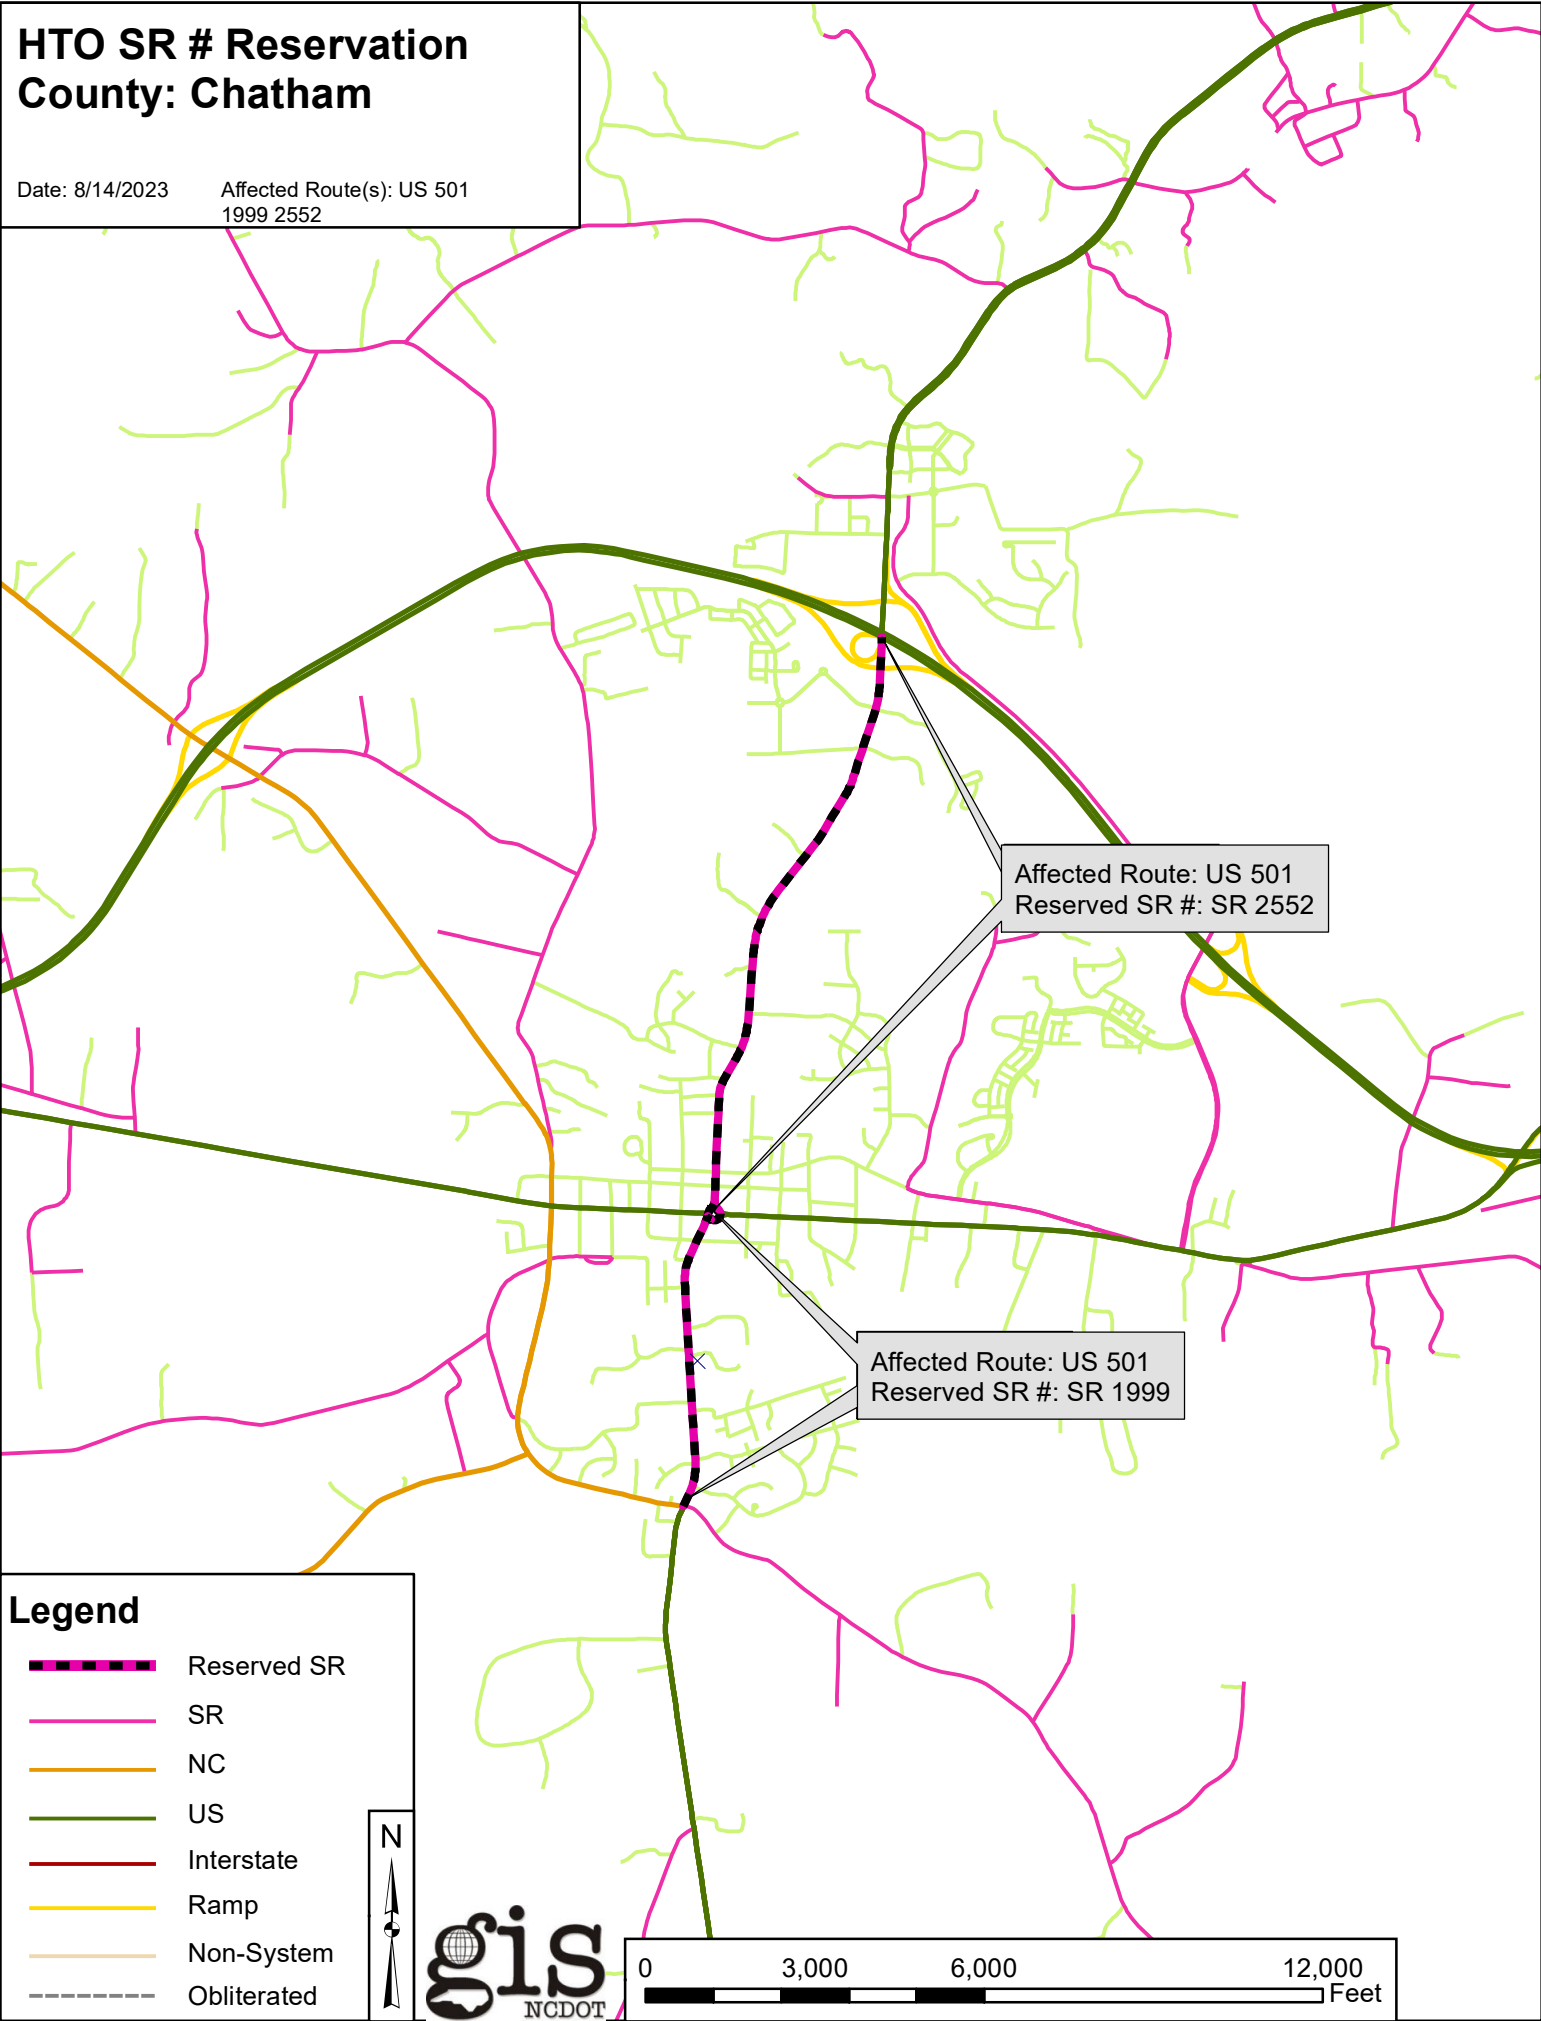 HTO SR # Reservation
County: Chatham
Date: 8/14/2023 Affected Route(s): US 501
1999 2552
Affected Route: US 501
Reserved SR #: SR 2552
Affected Route: US 501
Reserved SR #: SR 1999
Legend
Reserved SR
SR
NC
US
Interstate
Ramp
Non-System
Obliterated
N
gis
NCDOT
0 3,000 6,000 12,000
Feet